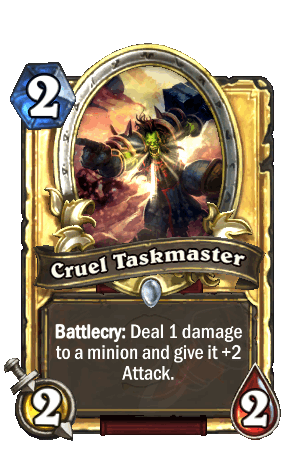 2
Cruel Taskmaster
Battlecry: Deal 1 damage
to a minion and give it +2
Attack.
2
2